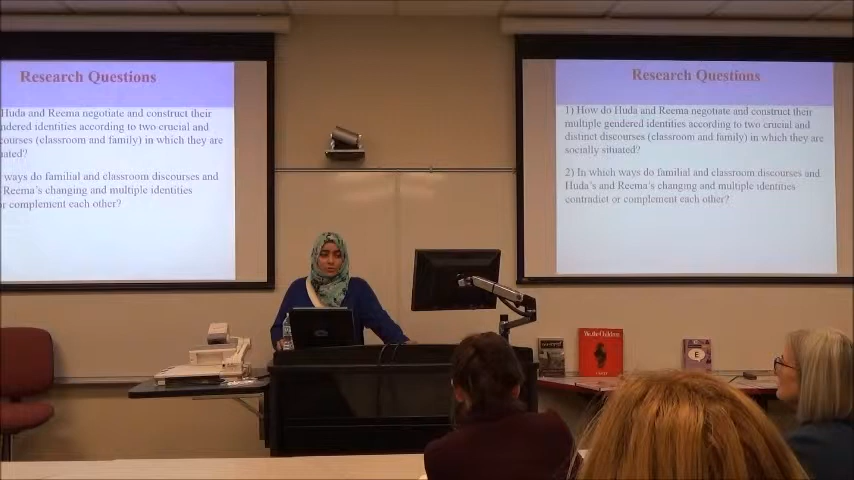 Research Questions
Huda and Reema negotiate and construct their
ndered identities according to two crucial and
courses (classroom and family) in which they are
uated?
ways do familial and classroom discourses and
Reema's changing and multiple identities
or complement each other?
Research Questions
1) How do Huda and Reema negotiate and construct their
multiple gendered identities according to two crucial and
distinct discourses (classroom and family) in which they are
socially situated?
2) In which ways do familial and classroom discourses and
Huda's and Reema's changing and multiple identities
contradict or complement each other?
We, the Children
E